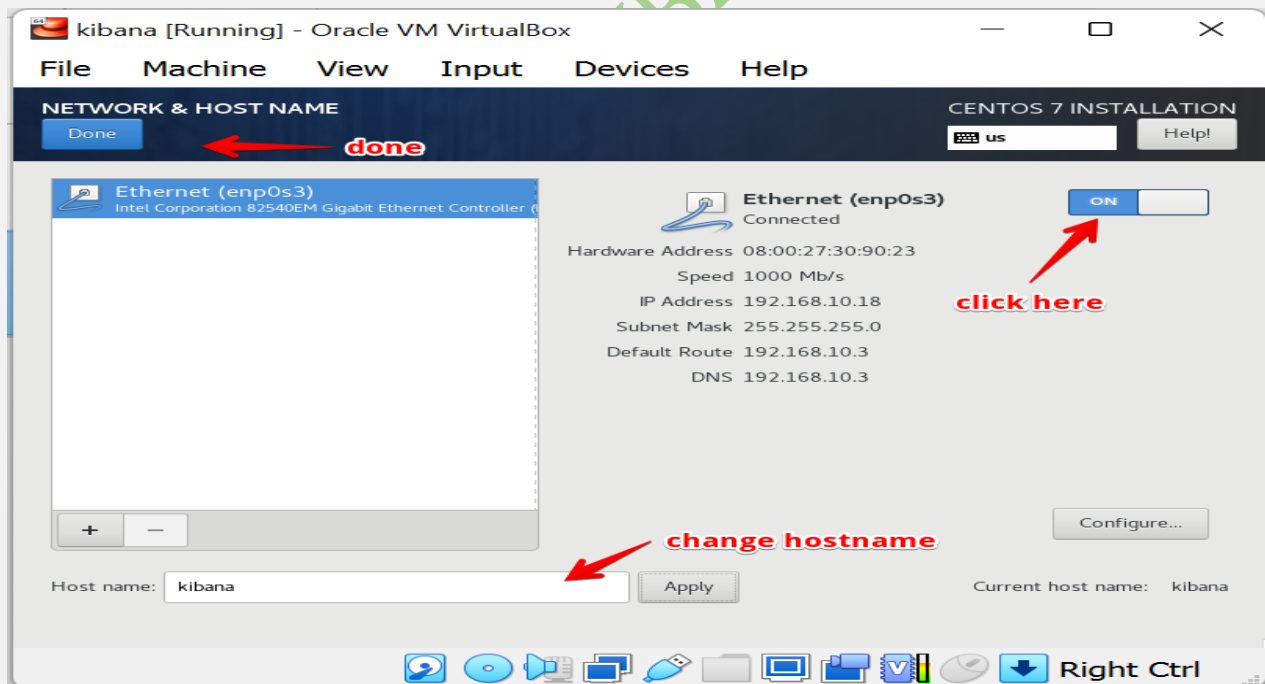 kibana [Running] - Oracle VM VirtualBox
File Machine View Input Devices Help
NETWORK & HOST NAME
CENTOS 7 INSTALLATION
Done
done
us
Help!
Ethernet (enp0s3)
Intel Corporation 82540EM Gigabit Ethernet Controller (
Ethernet (enp0s3)
Connected
ON
Hardware Address 08:00:27:30:90:23
Speed 1000 Mb/s
IP Address 192.168.10.18
click here
Subnet Mask 255.255.255.0
Default Route 192.168.10.3
DNS 192.168.10.3
+ −
Configure...
change hostname
Host name: kibana Apply
Current host name: kibana
Right Ctrl